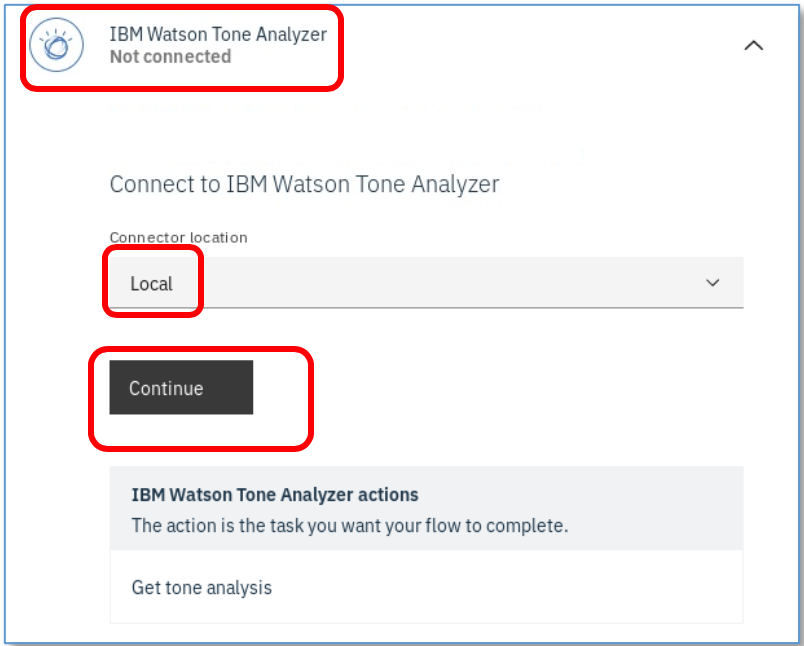 IBM Watson Tone Analyzer
Not connected
Connect to IBM Watson Tone Analyzer
Connector location
Local
Continue
IBM Watson Tone Analyzer actions
The action is the task you want your flow to complete.
Get tone analysis